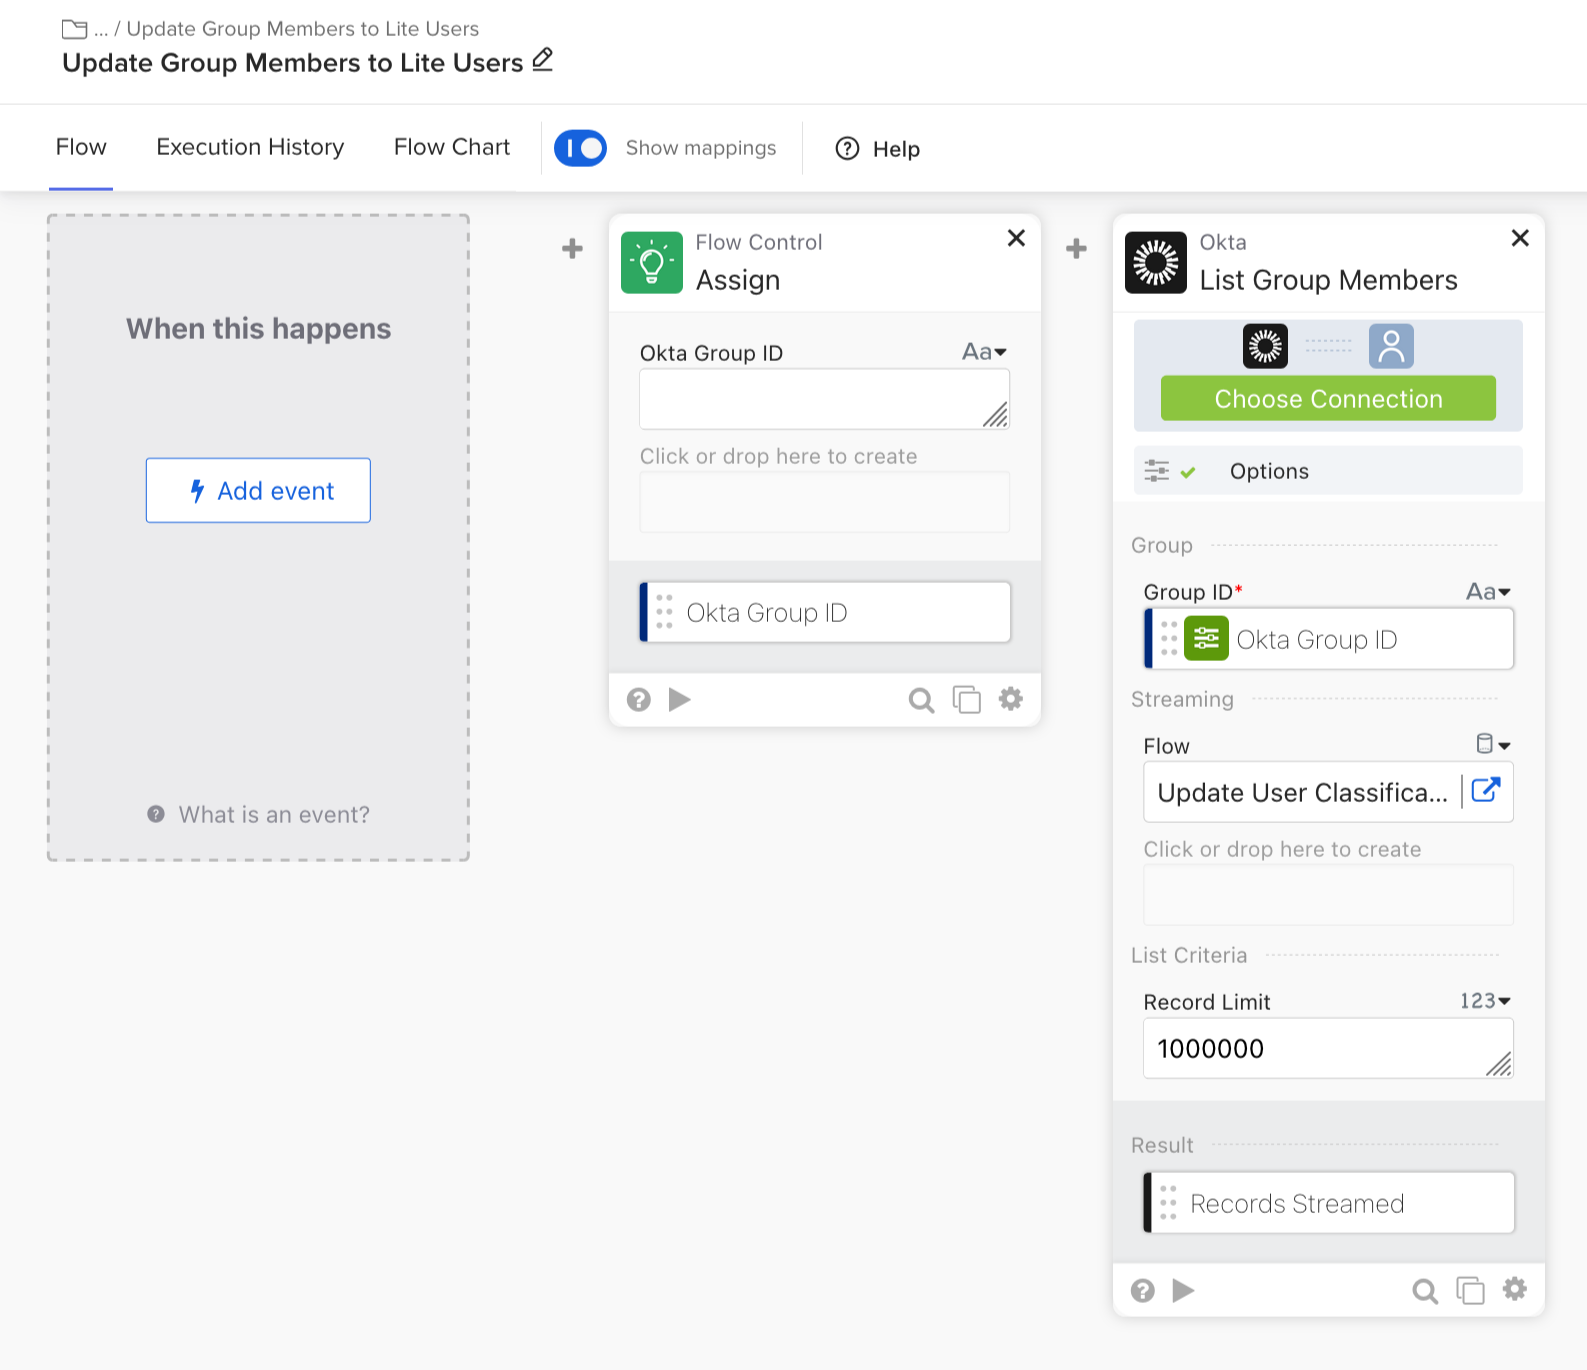 ... / Update Group Members to Lite Users
Update Group Members to Lite Users
Flow
Execution History
Flow Chart
Show mappings
Help
When this happens
Add event
What is an event?
Flow Control
Assign
Okta Group ID
Aa
Click or drop here to create
Okta Group ID
Okta
List Group Members
Choose Connection
Options
Group
Group ID*
Aa
Okta Group ID
Streaming
Flow
Update User Classifica...
Click or drop here to create
List Criteria
Record Limit
123
1000000
Result
Records Streamed